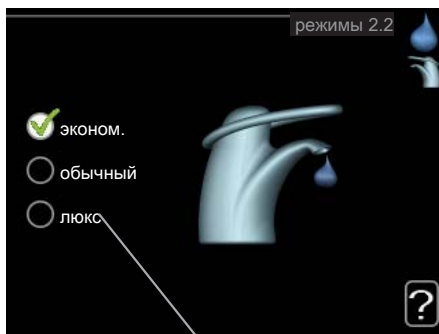 режимы 2.2
эконом.
обычный
люкс
?